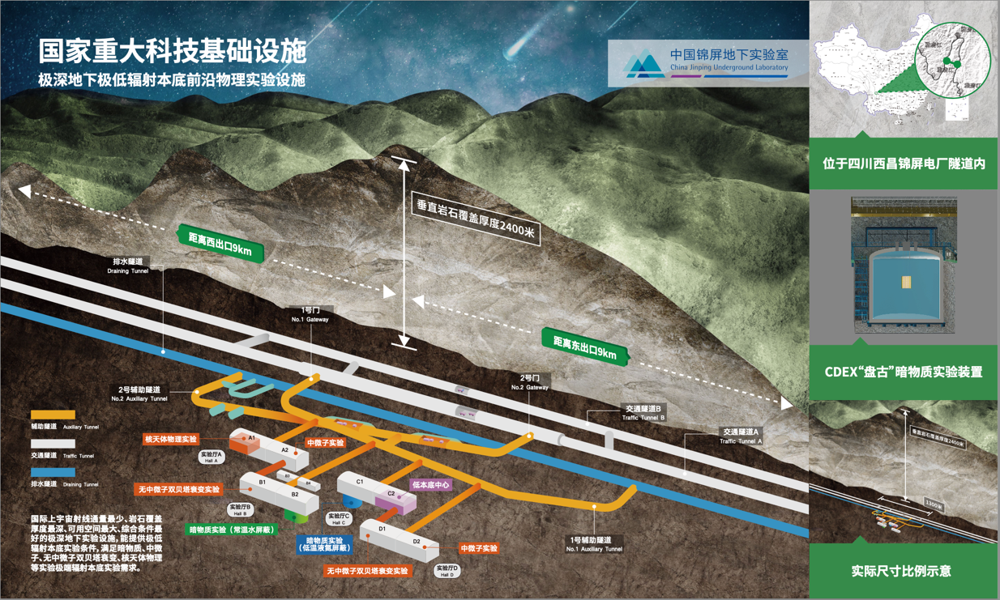 国家重大科技基础设施
极深地下极低辐射本底前沿物理实验设施
中国锦屏地下实验室
China Jinping Underground Laboratory
位于四川西昌锦屏电厂隧道内
垂直岩石覆盖厚度2400米
距离西出口9km
排水隧道
Draining Tunnel
1号门
No.1 Gateway
距离东出口9km
CDEX“盘古”暗物质实验装置
2号门
No.2 Gateway
2号辅助隧道
No.2 Auxiliary Tunnel
交通隧道B
Traffic Tunnel B
交通隧道A
Traffic Tunnel A
辅助隧道 Auxiliary Tunnel
交通隧道 Traffic Tunnel
排水隧道 Draining Tunnel
核天体物理实验
A1
A2
中微子实验
实验厅A
Hall A
B1
B2
B3
B4
无中微子双贝塔衰变实验
实验厅B
Hall B
暗物质实验（常温水屏蔽）
C1
C2
低本底中心
实验厅C
Hall C
暗物质实验
（低温液氮屏蔽）
D1
D2
中微子实验
无中微子双贝塔衰变实验
实验厅D
Hall D
1号辅助隧道
No.1 Auxiliary Tunnel
国际上宇宙射线通量最少、岩石覆盖
厚度最深、可用空间最大、综合条件最
好的极深地下实验设施，能提供极低
辐射本底实验条件，满足暗物质、中微
子、无中微子双贝塔衰变、核天体物理
等实验极端辐射本底实验需求。
垂直岩石覆盖厚度2400米
1300米
实际尺寸比例示意